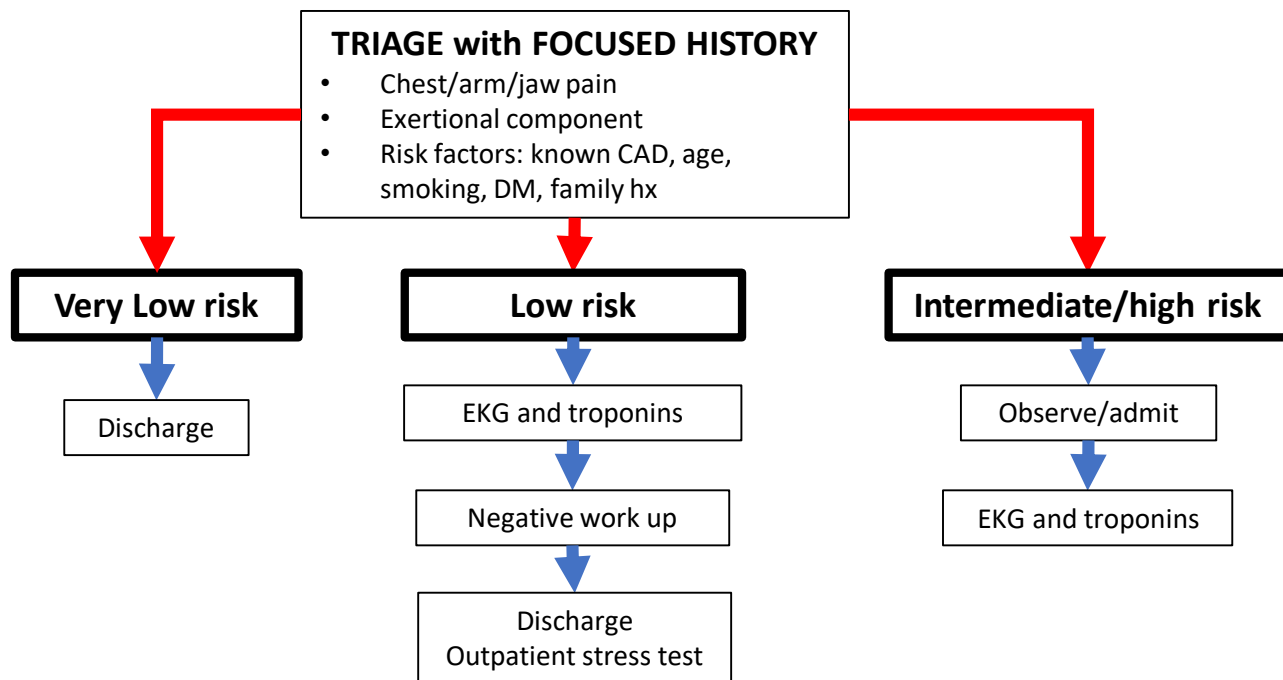 TRIAGE with FOCUSED HISTORY
• Chest/arm/jaw pain
• Exertional component
• Risk factors: known CAD, age,
smoking, DM, family hx
Very Low risk
Low risk
Intermediate/high risk
Discharge
EKG and troponins
Observe/admit
Negative work up
EKG and troponins
Discharge
Outpatient stress test